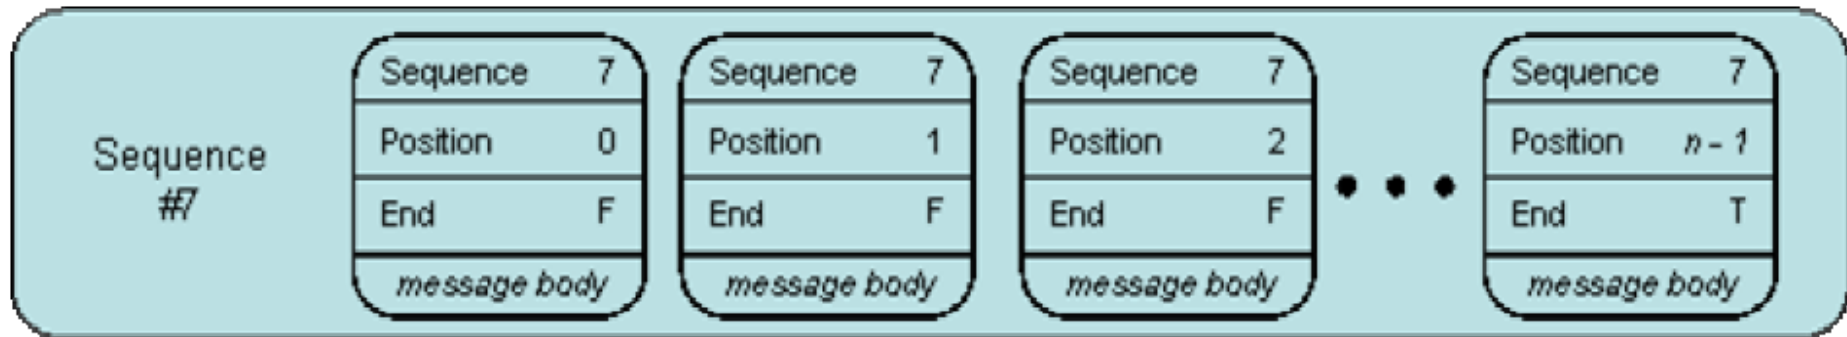 Sequence
#7
Sequence 7
Position 0
End F
message body
Sequence 7
Position 1
End F
message body
Sequence 7
Position 2
End F
message body
Sequence 7
Position n - 1
End T
message body